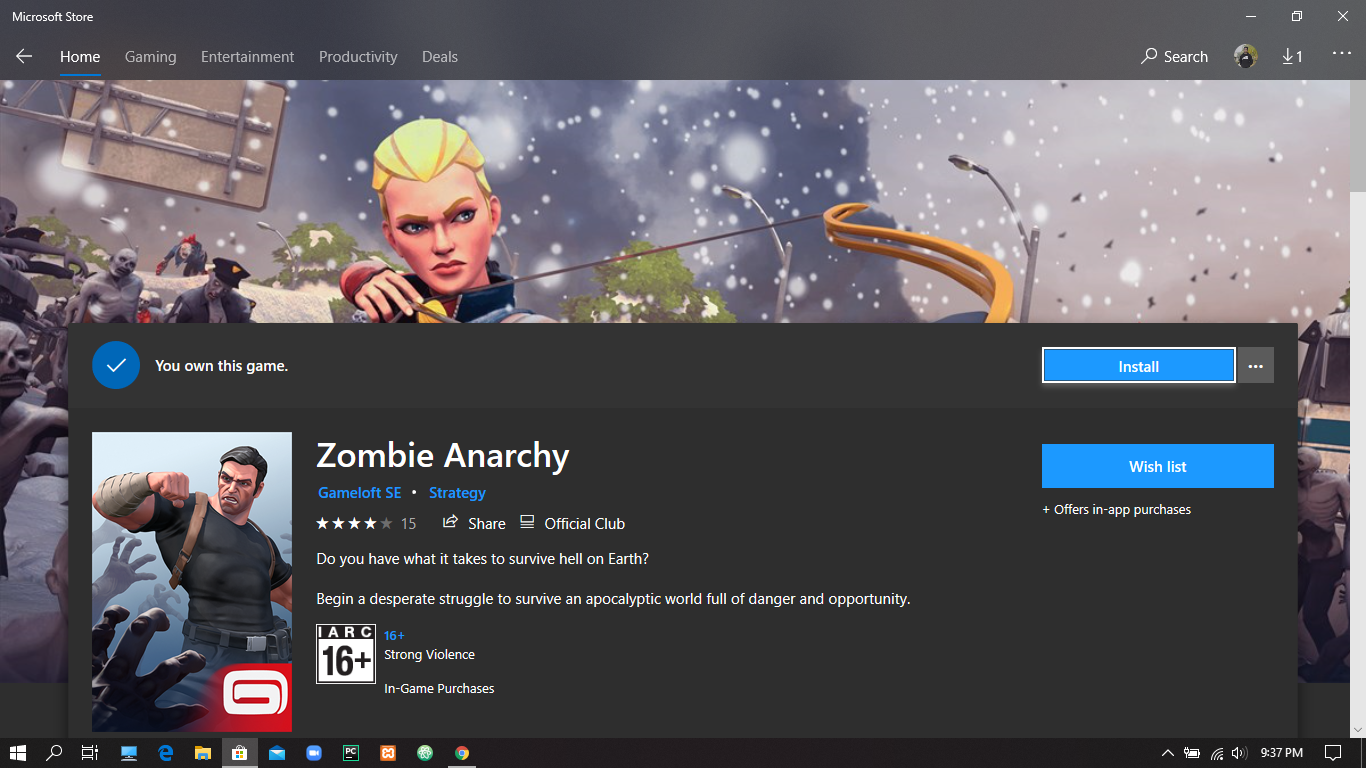 Microsoft Store
Home Gaming Entertainment Productivity Deals Search 1
You own this game. Install
Zombie Anarchy
Gameloft SE • Strategy Wish list
15 Share Official Club + Offers in-app purchases
Do you have what it takes to survive hell on Earth?
Begin a desperate struggle to survive an apocalyptic world full of danger and opportunity.
IARC
16+
16+
Strong Violence
In-Game Purchases
PC
9:37 PM